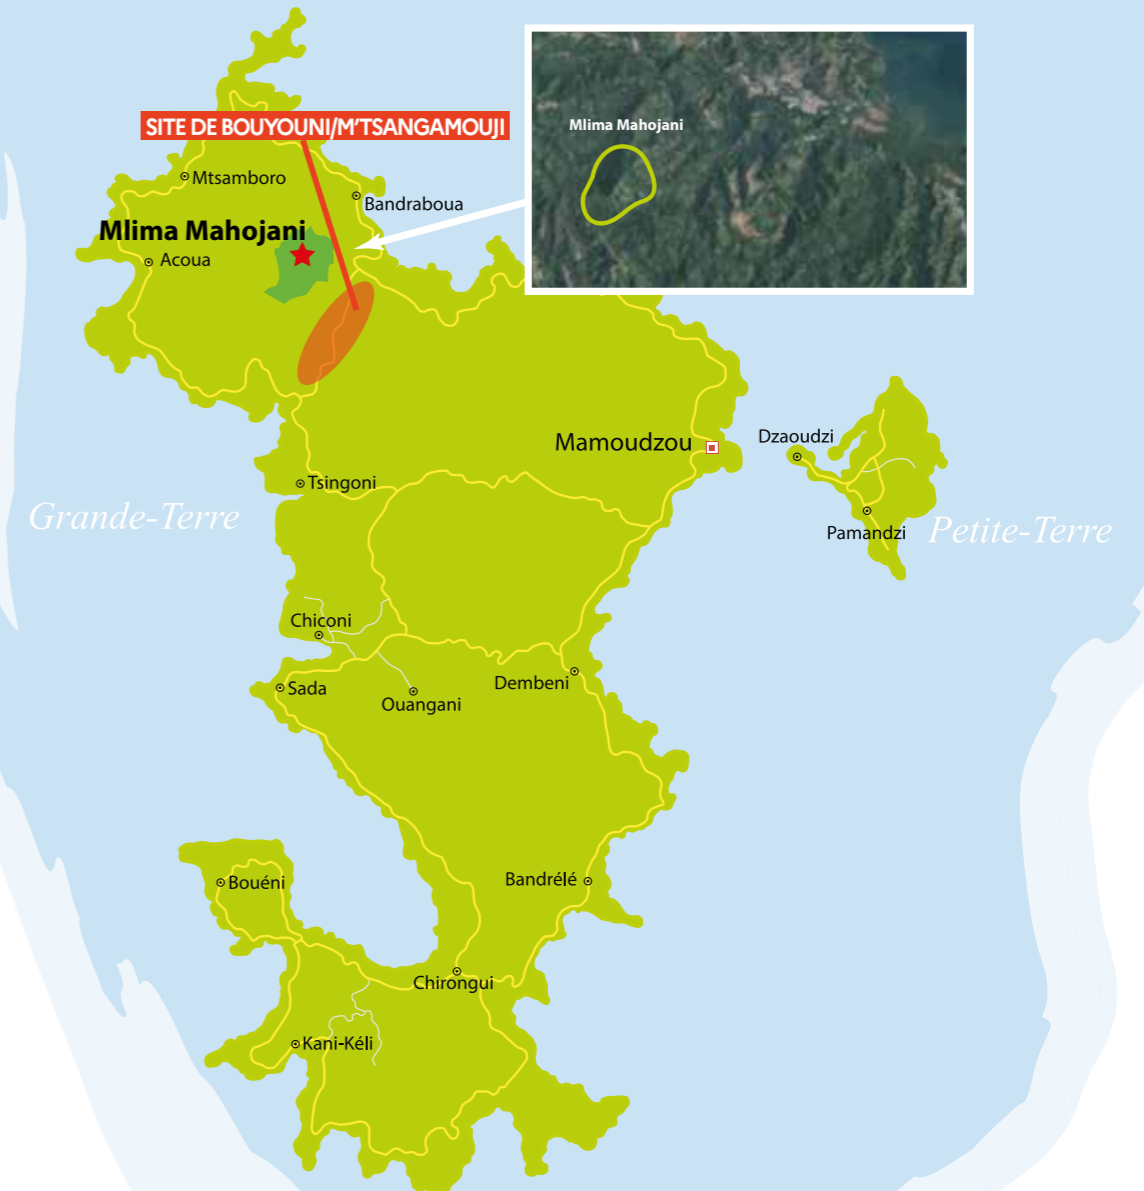 SITE DE BOUYOUNI/M'TSANGAMOUJI
Mlima Mahojani
Mtsamboro
Bandraboua
Mlima Mahojani
Acoua
Mamoudzou
Dzaoudzi
Tsingoni
Grande-Terre
Pamandzi
Petite-Terre
Chiconi
Dembeni
Sada
Ouangani
Bandrélé
Bouéni
Chirongui
Kani-Kéli